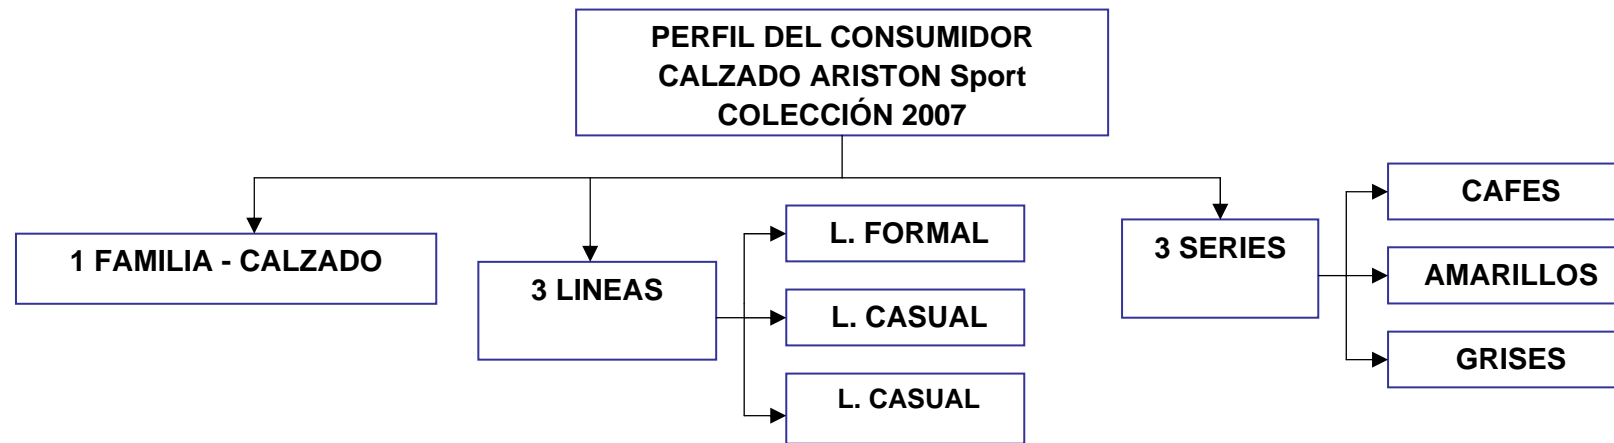 PERFIL DEL CONSUMIDOR
CALZADO ARISTON Sport
COLECCIÓN 2007
1 FAMILIA - CALZADO
3 LINEAS
L. FORMAL
L. CASUAL
L. CASUAL
3 SERIES
CAFES
AMARILLOS
GRISES